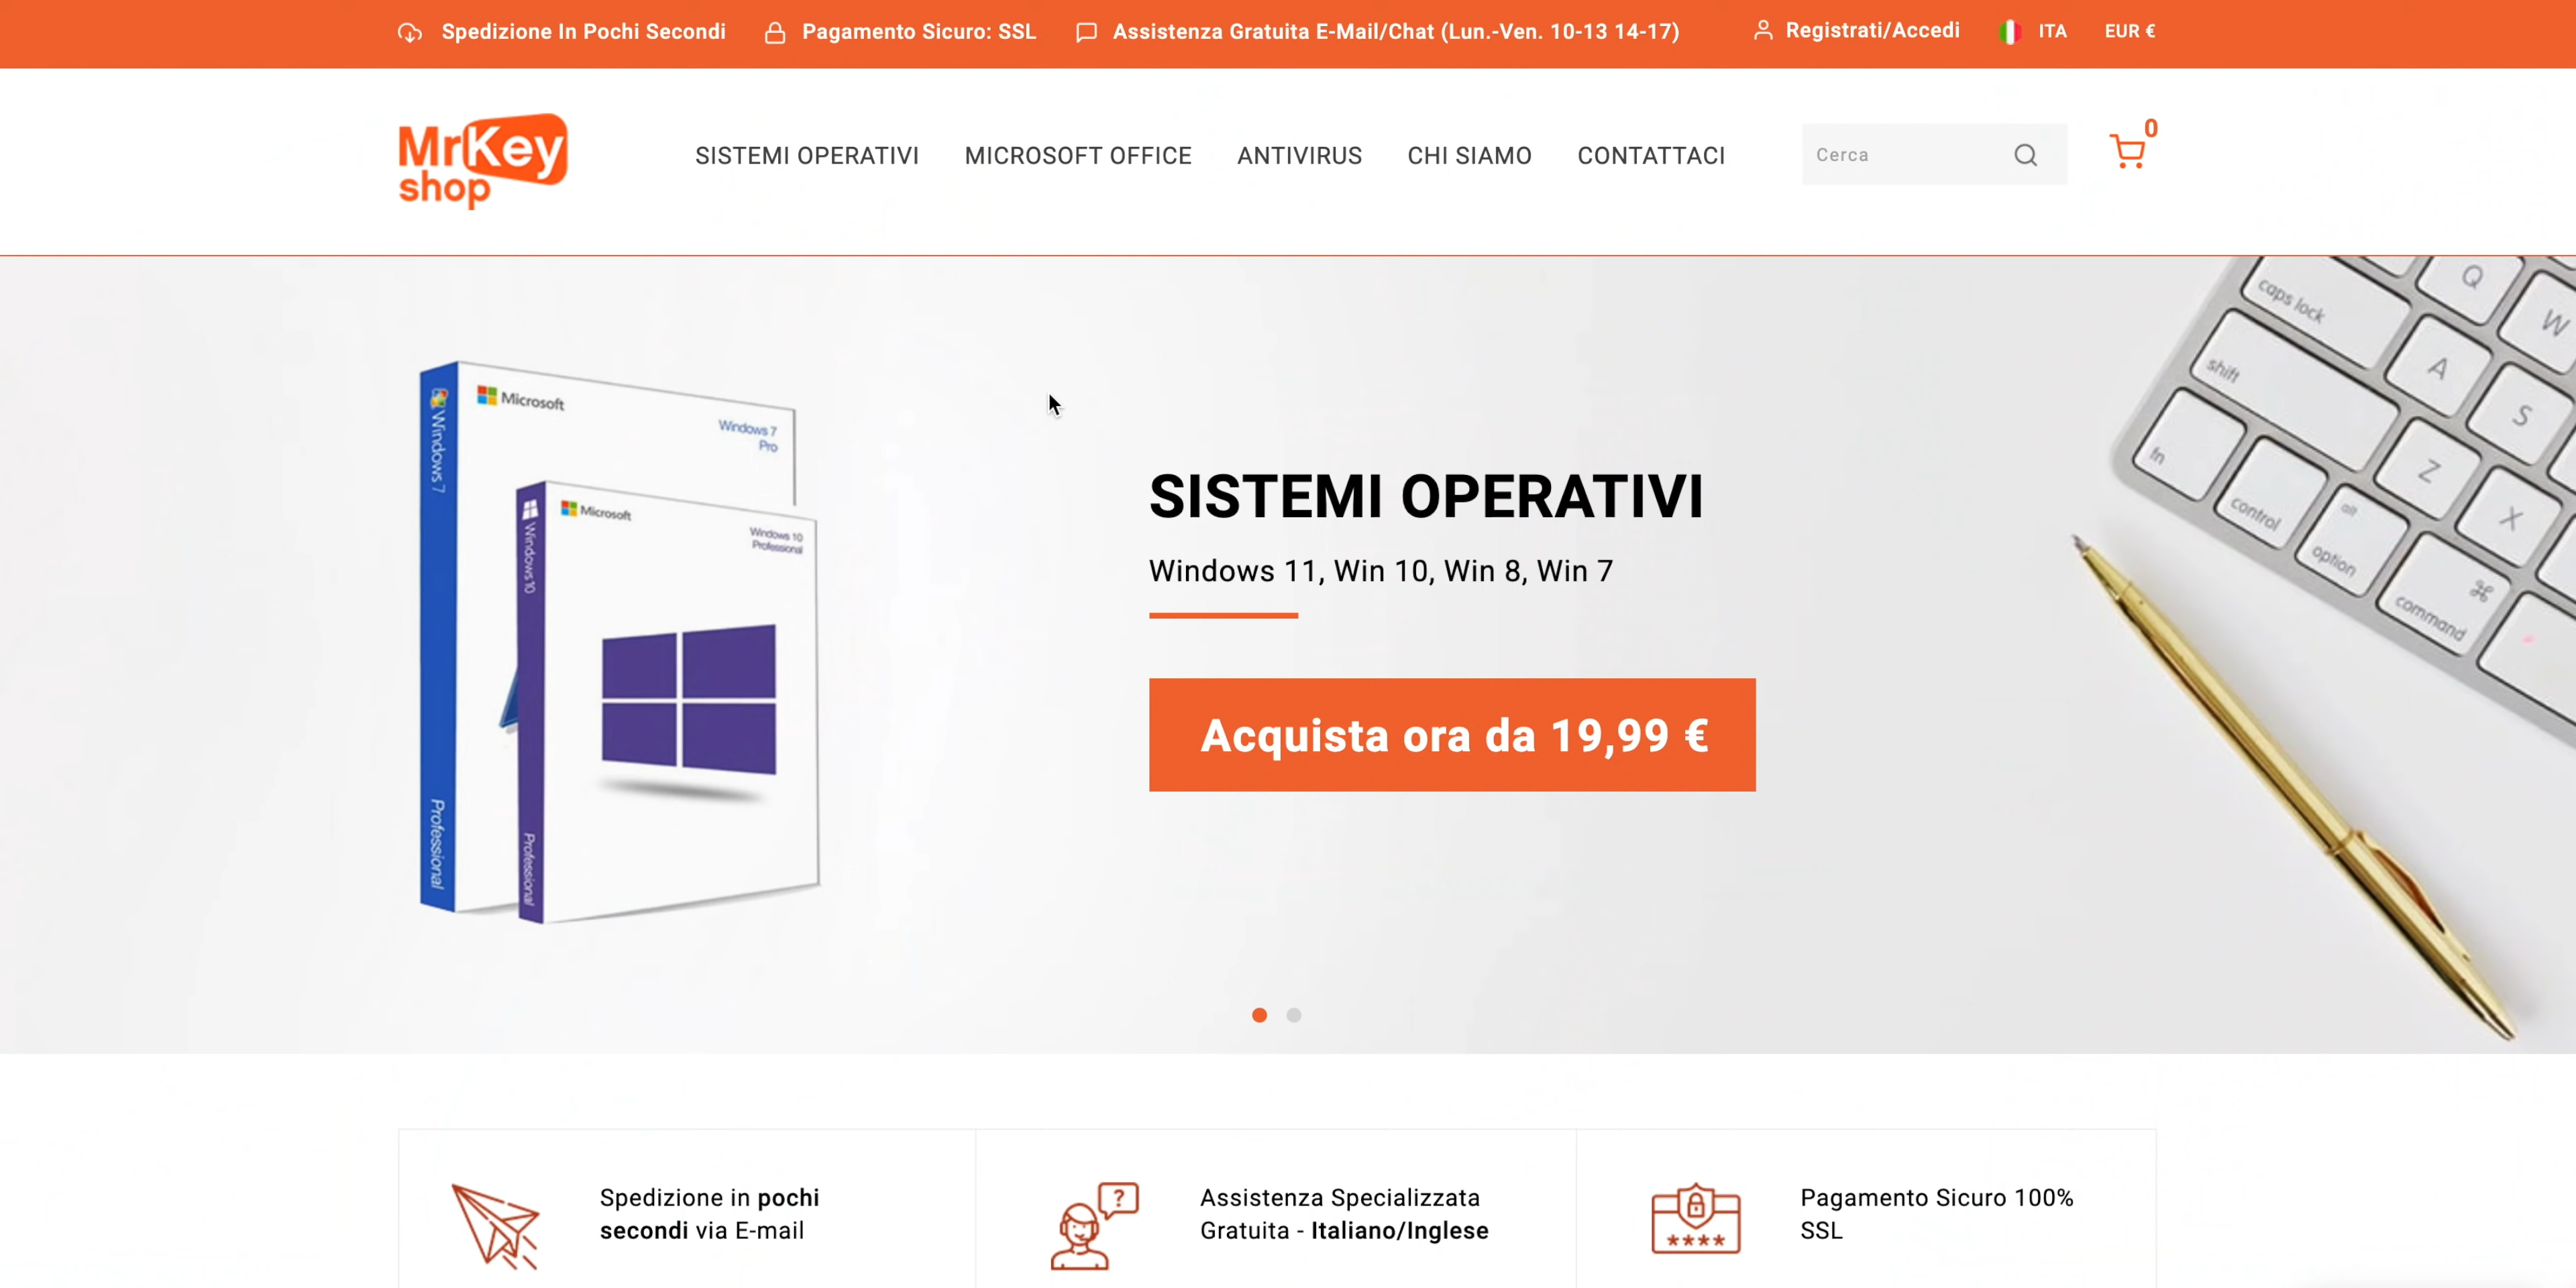 Spedizione In Pochi Secondi
Pagamento Sicuro: SSL
Assistenza Gratuita E-Mail/Chat (Lun.-Ven. 10-13 14-17)
Registrati/Accedi
ITA
EUR €
MrKey
shop
SISTEMI OPERATIVI
MICROSOFT OFFICE
ANTIVIRUS
CHI SIAMO
CONTATTACI
Cerca
0
Microsoft
Windows 7
Pro
Windows 7
Professional
Microsoft
Windows 10
Professional
Windows 10
Professional
SISTEMI OPERATIVI
Windows 11, Win 10, Win 8, Win 7
Acquista ora da 19,99 €
caps lock
Q
W
shift
A
S
fn
Z
X
control
alt
option
⌘
command
Spedizione in pochi
secondi via E-mail
?
Assistenza Specializzata
Gratuita - Italiano/Inglese
****
Pagamento Sicuro 100%
SSL